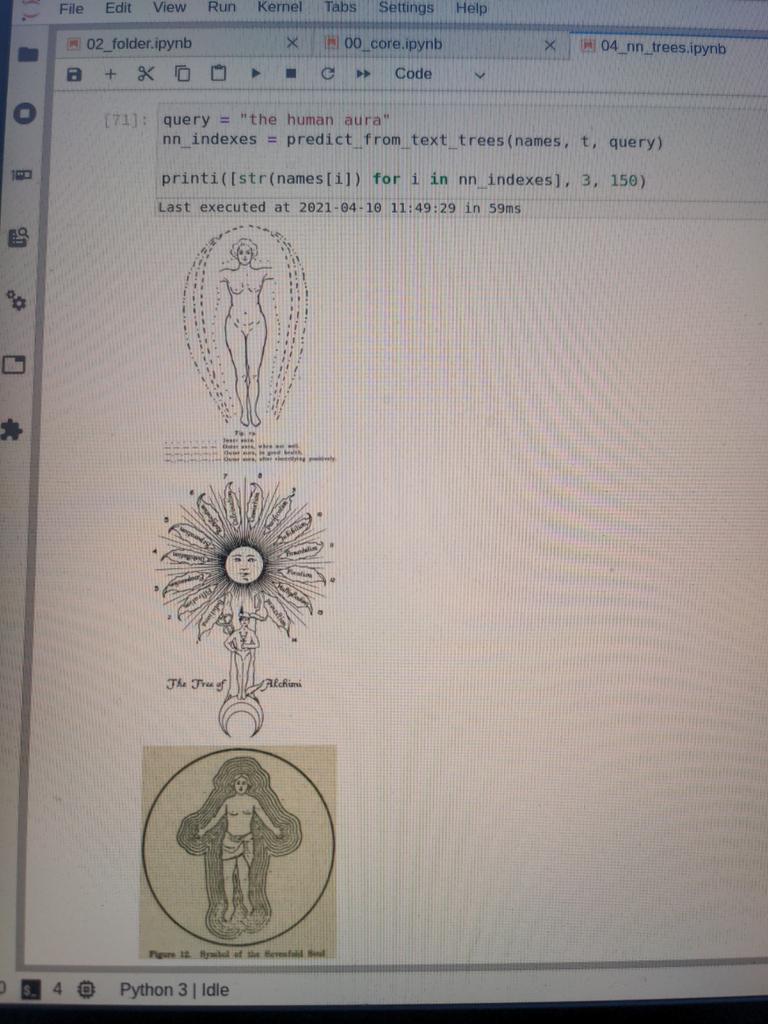 File Edit View Run Kernel Tabs Settings Help
02_folder.ipynb 00_core.ipynb 04_nn_trees.ipynb
Code
[71]: query = "the human aura"
nn_indexes = predict_from_text_trees(names, t, query)
printi([str(names[i]) for i in nn_indexes], 3, 150)
Last executed at 2021-04-10 11:49:29 in 59ms
Inner aura.
Outer aura, when not well.
Outer aura, in good health.
Outer aura, after electrifying positively.
The Tree of Alchimi
Figure 12. Symbol of the Sevenfold Soul
0 $_ 4 Python 3 | Idle